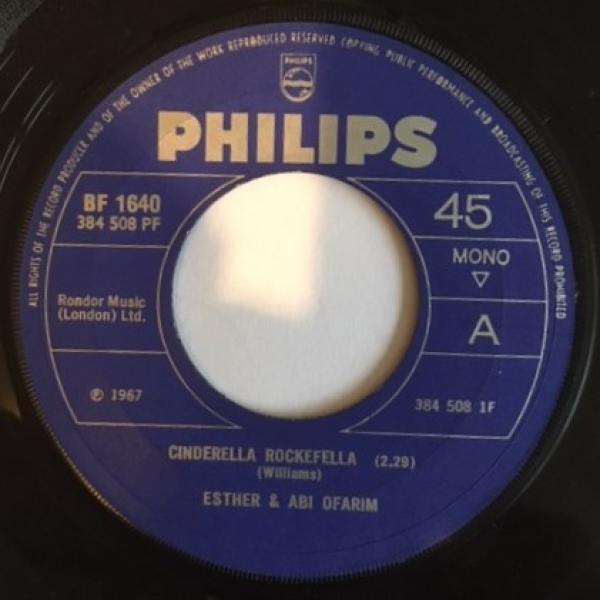 ALL RIGHTS OF THE RECORD PRODUCER AND OF THE OWNER OF THE WORK REPRODUCED RESERVED COPYING PUBLIC PERFORMANCE AND BROADCASTING OF THIS RECORD PROHIBITED
PHILIPS
PHILIPS
BF 1640
384 508 PF
45
MONO
Rondor Music
(London) Ltd.
A
℗ 1967
384 508 1F
CINDERELLA ROCKEFELLA (2.29)
(Williams)
ESTHER & ABI OFARIM